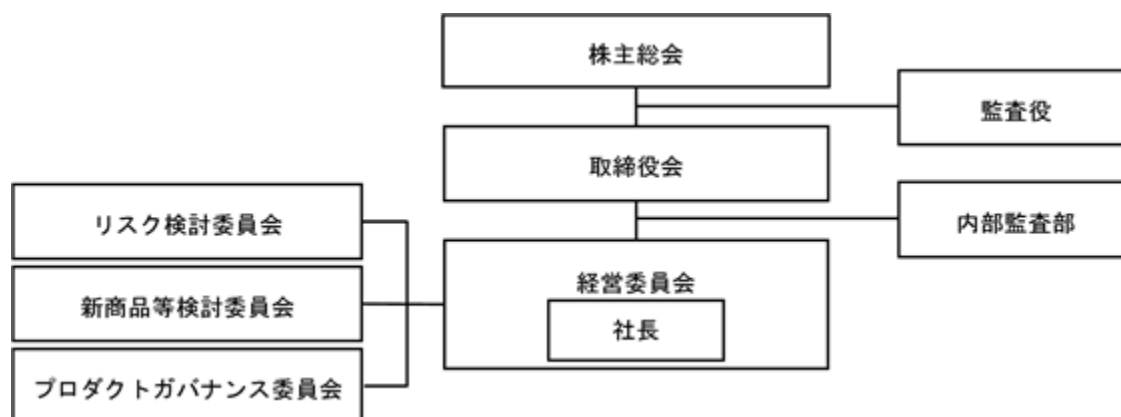 株主総会
監査役
取締役会
リスク検討委員会
内部監査部
経営委員会
新商品等検討委員会
社長
プロダクトガバナンス委員会